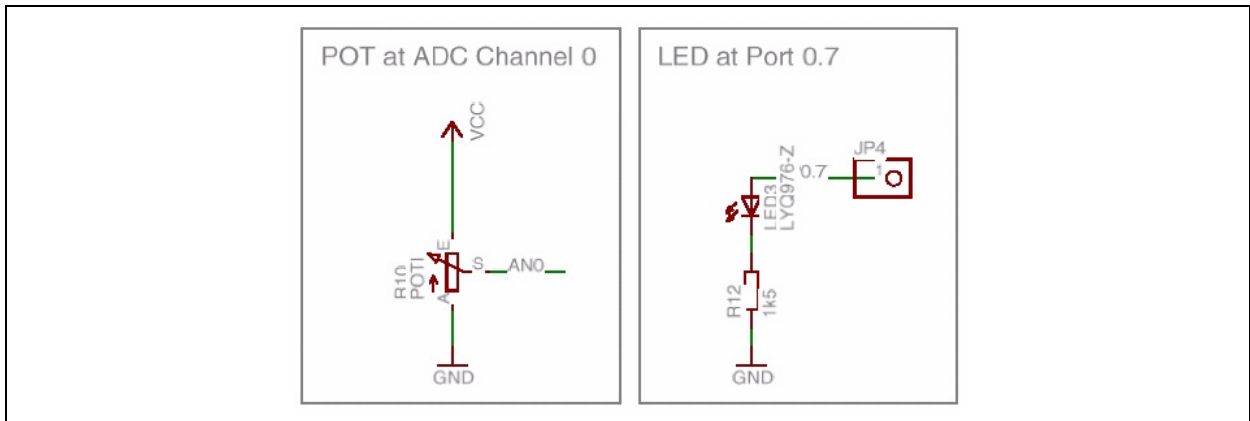 POT at ADC Channel 0
VCC
E
R10
POTI
S
AN0
A
GND
LED at Port 0.7
JP4
1
0.7
LED3
LYQ976-Z
R12
1k5
GND